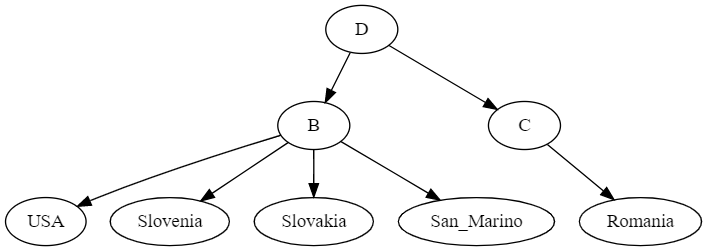 D
B
C
USA
Slovenia
Slovakia
San_Marino
Romania